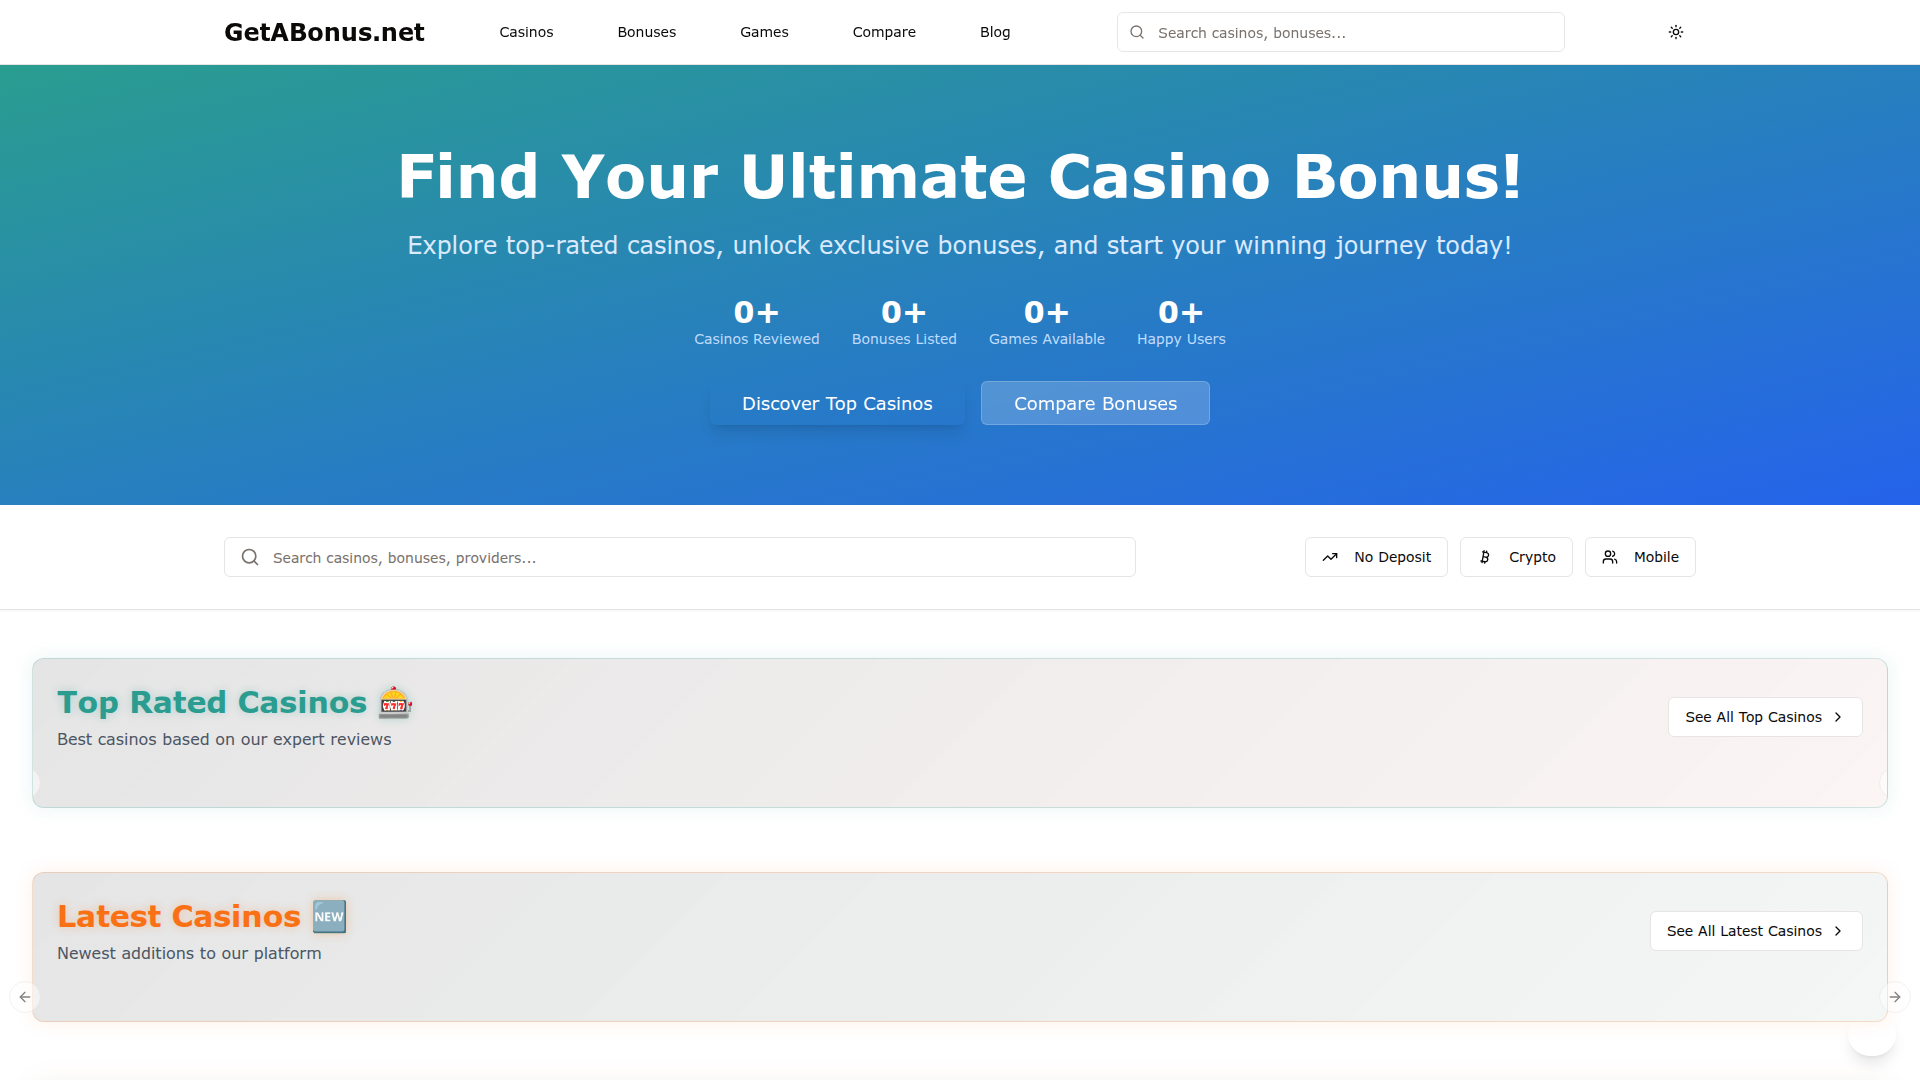 GetABonus.net
Casinos
Bonuses
Games
Compare
Blog
Search casinos, bonuses...
Find Your Ultimate Casino Bonus!
Explore top-rated casinos, unlock exclusive bonuses, and start your winning journey today!
0+
Casinos Reviewed
0+
Bonuses Listed
0+
Games Available
0+
Happy Users
Discover Top Casinos
Compare Bonuses
Search casinos, bonuses, providers...
No Deposit
Crypto
Mobile
Top Rated Casinos 🎰
Best casinos based on our expert reviews
See All Top Casinos
Latest Casinos 🆕
Newest additions to our platform
See All Latest Casinos